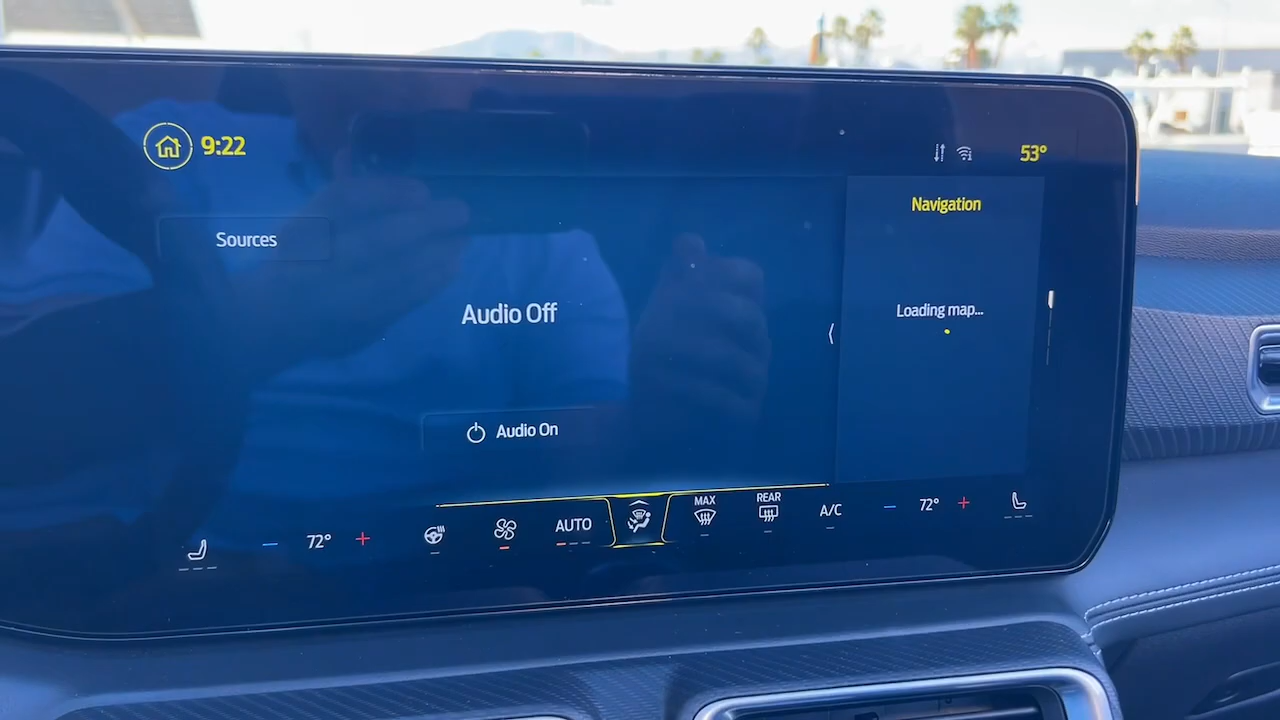 9:22
53°
Sources
Navigation
Audio Off
Loading map...
Audio On
72°
AUTO
MAX
REAR
A/C
72°